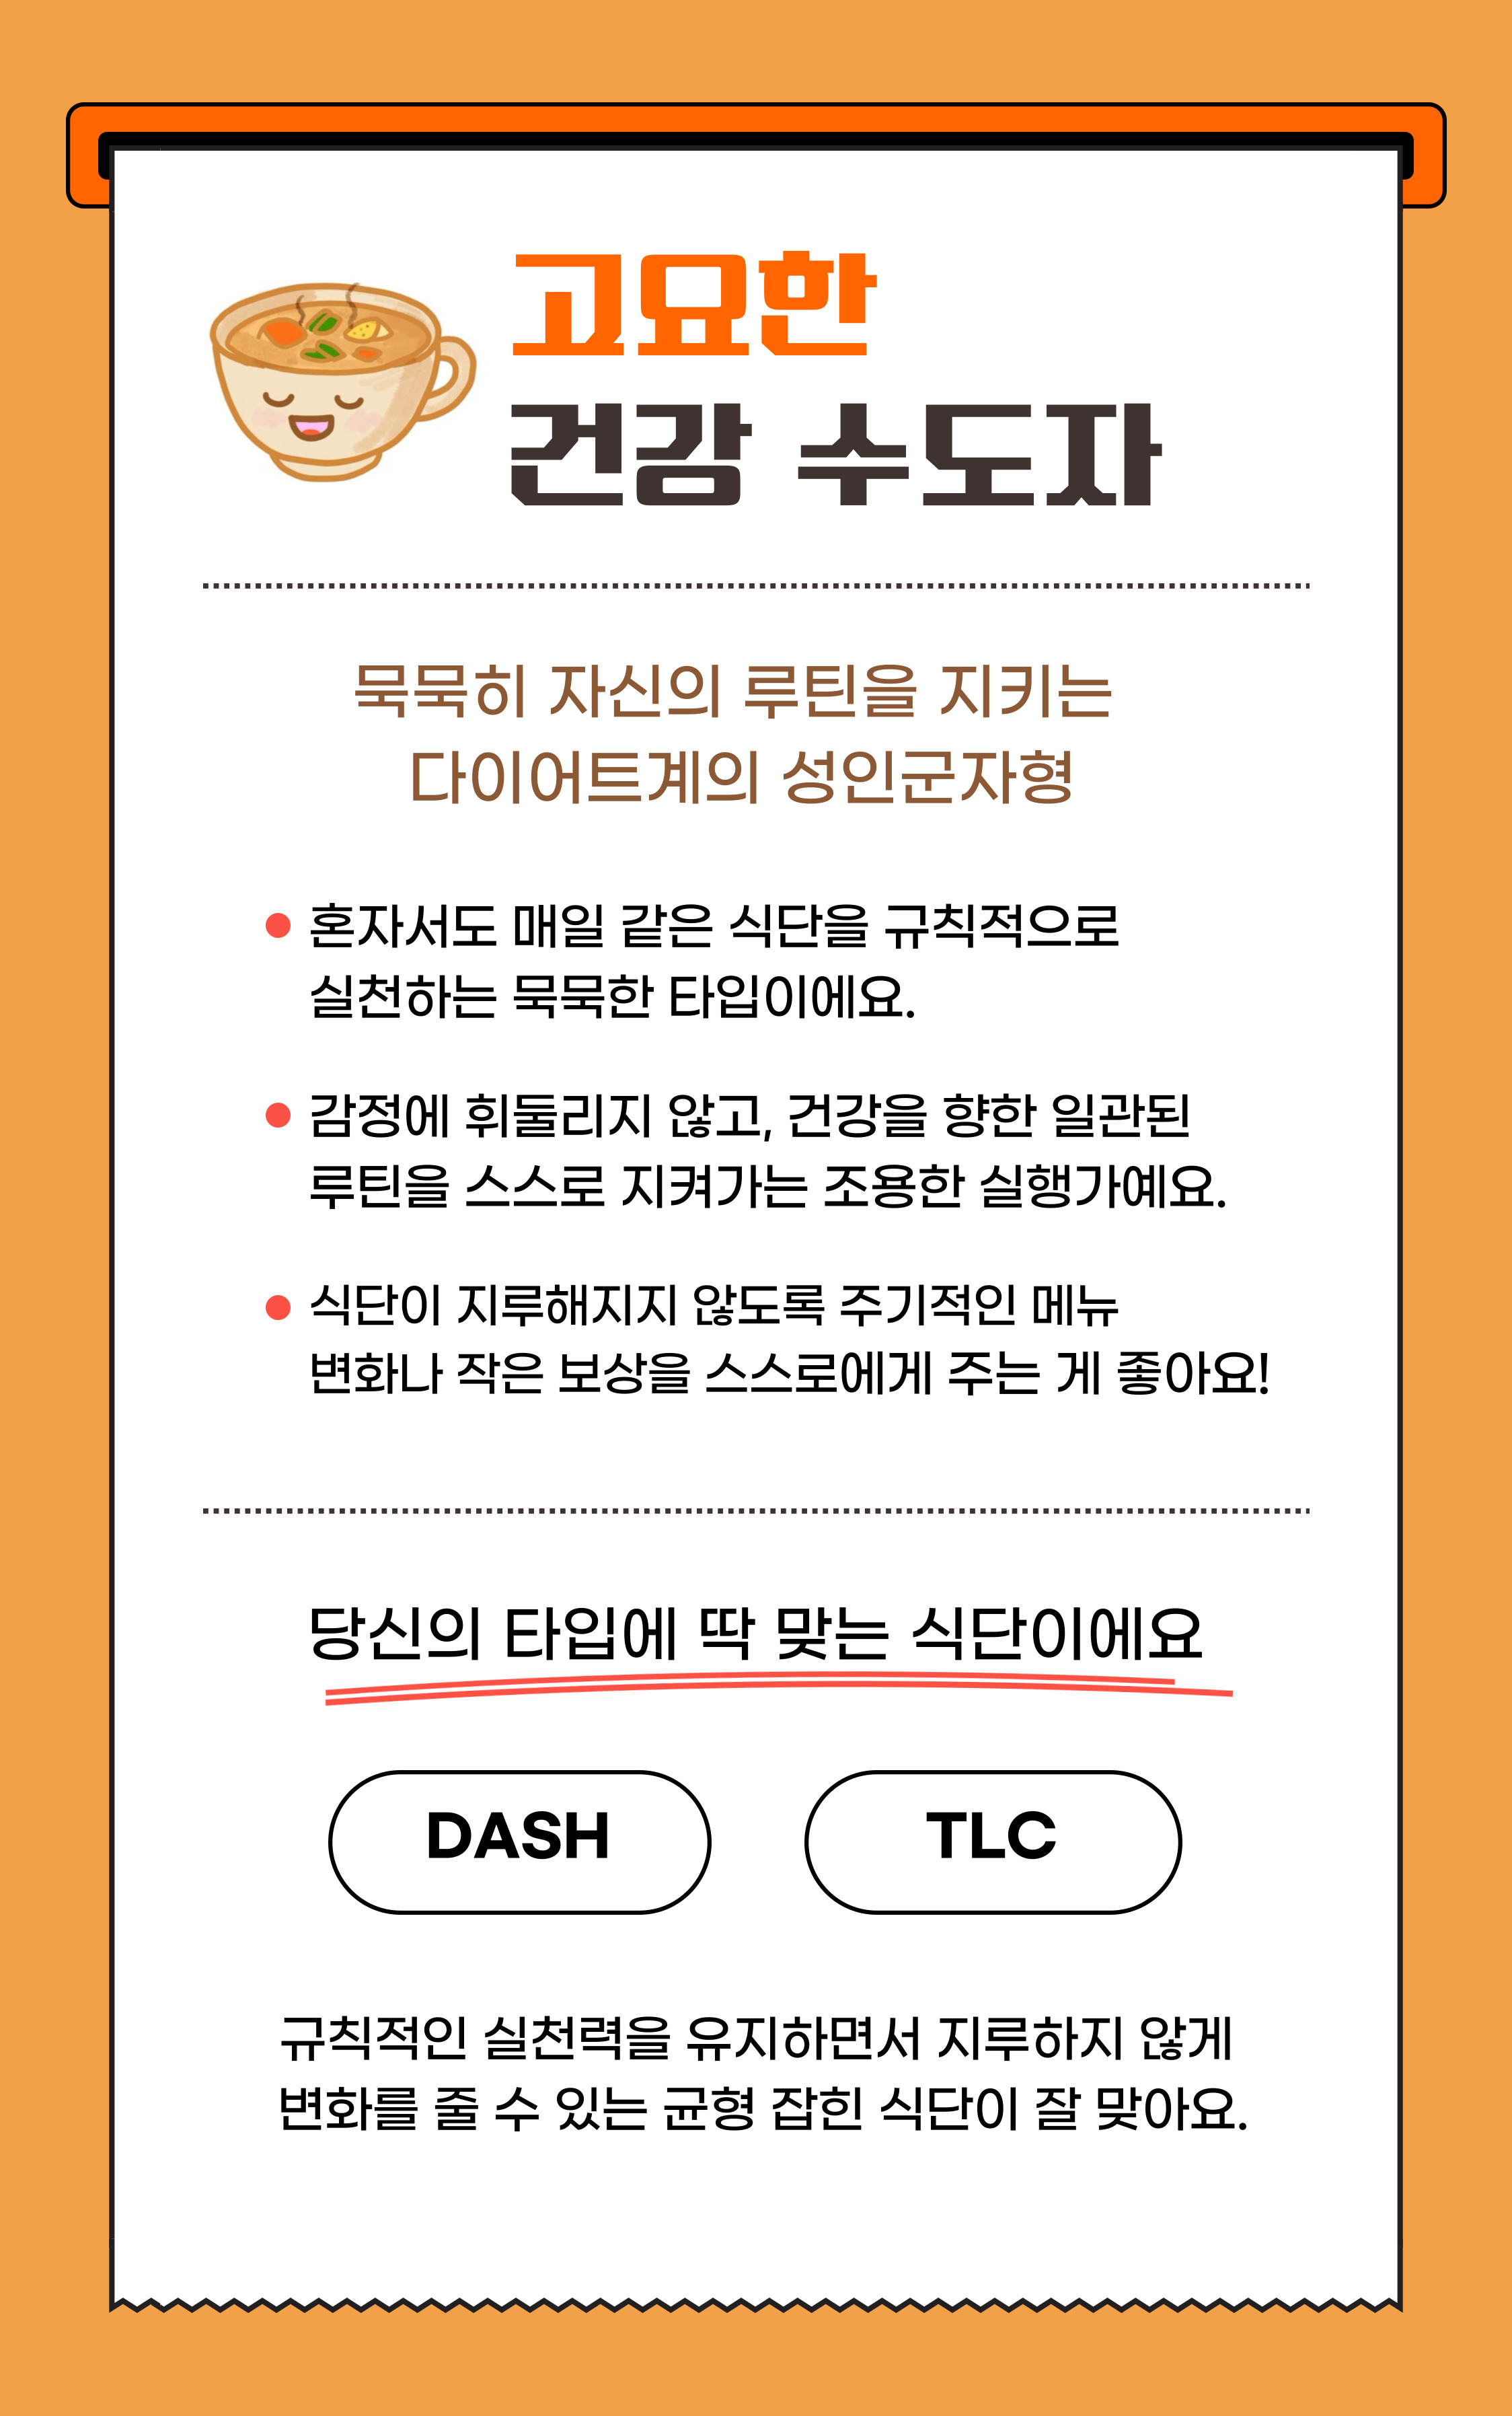 고요한
건강 수도자
묵묵히 자신의 루틴을 지키는
다이어트계의 성인군자형
혼자서도 매일 같은 식단을 규칙적으로
실천하는 묵묵한 타입이에요.
감정에 휘둘리지 않고, 건강을 향한 일관된
루틴을 스스로 지켜가는 조용한 실행가예요.
식단이 지루해지지 않도록 주기적인 메뉴
변화나 작은 보상을 스스로에게 주는 게 좋아요!
당신의 타입에 딱 맞는 식단이에요
DASH
TLC
규칙적인 실천력을 유지하면서 지루하지 않게
변화를 줄 수 있는 균형 잡힌 식단이 잘 맞아요.